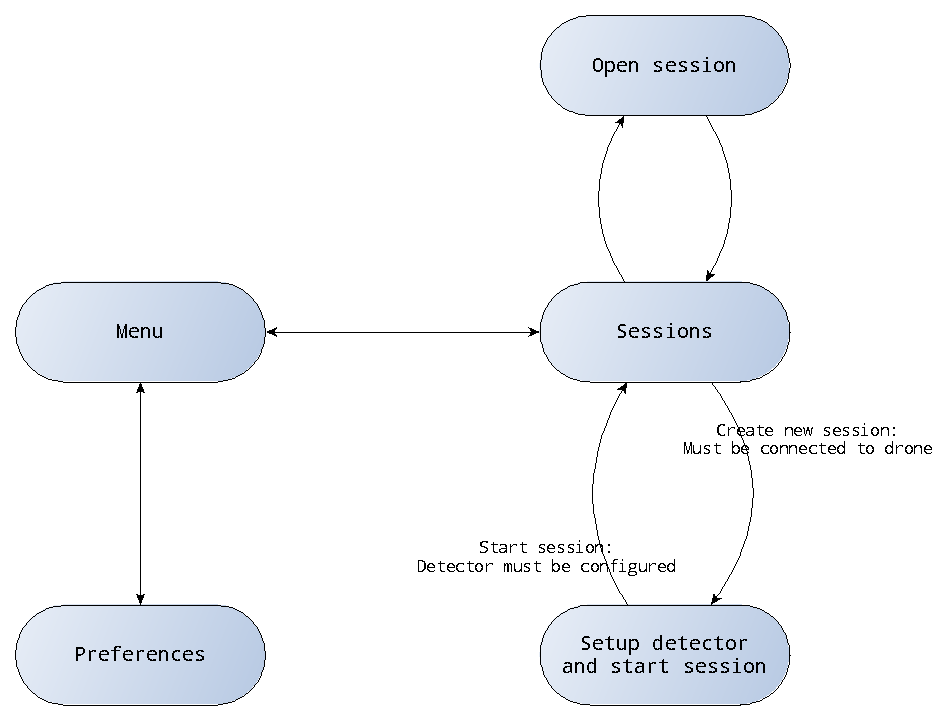 Open session
Menu
Sessions
Create new session:
Must be connected to drone
Start session:
Detector must be configured
Preferences
Setup detector
and start session